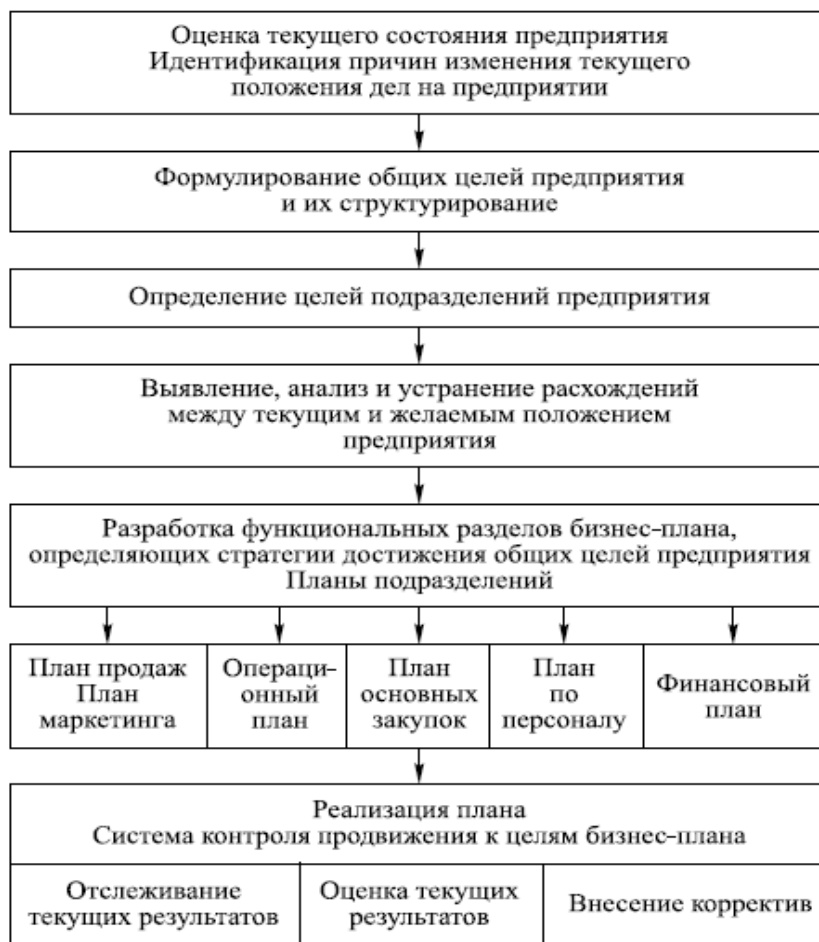 Оценка текущего состояния предприятия
Идентификация причин изменения текущего
положения дел на предприятии
Формулирование общих целей предприятия
и их структурирование
Определение целей подразделений предприятия
Выявление, анализ и устранение расхождений
между текущим и желаемым положением
предприятия
Разработка функциональных разделов бизнес-плана,
определяющих стратегии достижения общих целей предприятия
Планы подразделений
План продаж
План
маркетинга
Операци-
онный
план
План
основных
закупок
План
по
персоналу
Финансовый
план
Реализация плана
Система контроля продвижения к целям бизнес-плана
Отслеживание
текущих результатов
Оценка текущих
результатов
Внесение корректив